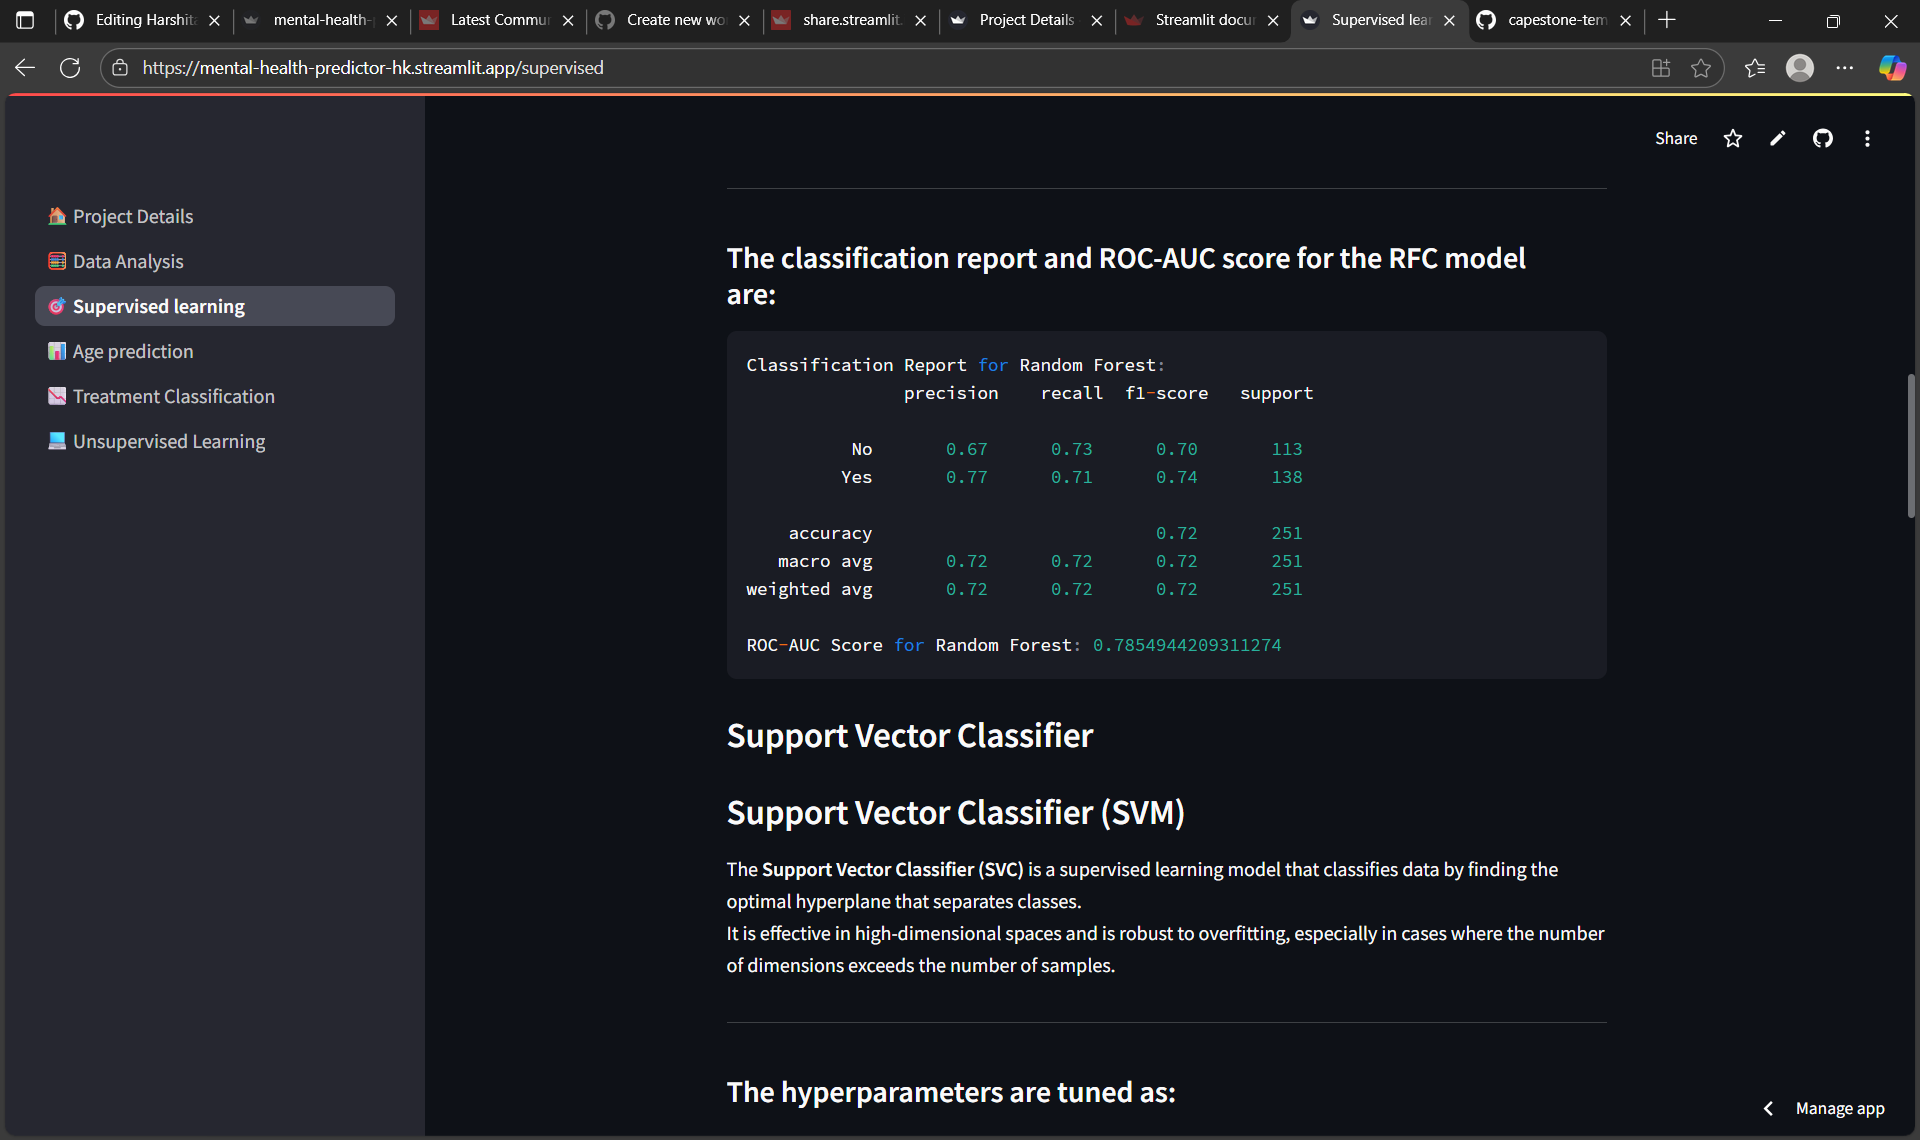 Editing Harshit
mental-health-
Latest Commu
Create new wo
share.streamlit.
Project Details
Streamlit docu
Supervised lea
capestone-tem
https://mental-health-predictor-hk.streamlit.app/supervised
Share
Project Details
Data Analysis
Supervised learning
Age prediction
Treatment Classification
Unsupervised Learning
The classification report and ROC-AUC score for the RFC model
are:
Classification Report for Random Forest:
precision recall f1-score support
No 0.67 0.73 0.70 113
Yes 0.77 0.71 0.74 138
accuracy 0.72 251
macro avg 0.72 0.72 0.72 251
weighted avg 0.72 0.72 0.72 251
ROC-AUC Score for Random Forest: 0.7854944209311274
Support Vector Classifier
Support Vector Classifier (SVM)
The Support Vector Classifier (SVC) is a supervised learning model that classifies data by finding the
optimal hyperplane that separates classes.
It is effective in high-dimensional spaces and is robust to overfitting, especially in cases where the number
of dimensions exceeds the number of samples.
The hyperparameters are tuned as:
Manage app